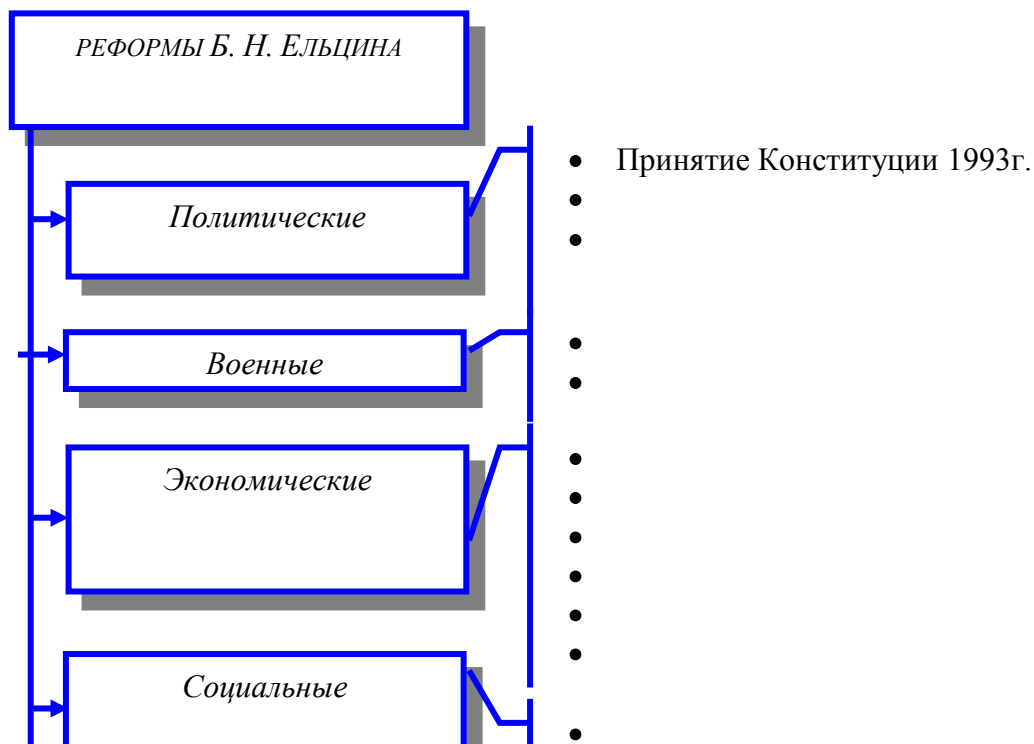 РЕФОРМЫ Б. Н. ЕЛЬЦИНА
• Принятие Конституции 1993г.
Политические
•
•
Военные
•
•
Экономические
•
•
•
•
•
•
Социальные
•